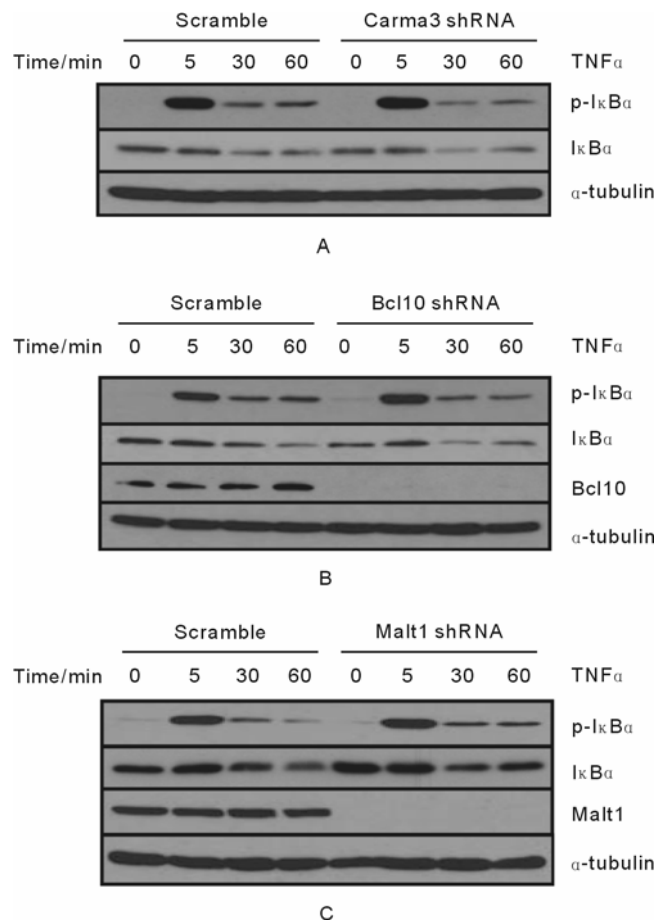 Scramble Carma3 shRNA
Time/min 0 5 30 60 0 5 30 60 TNFα
p-IκBα
IκBα
α-tubulin
A
Scramble Bcl10 shRNA
Time/min 0 5 30 60 0 5 30 60 TNFα
p-IκBα
IκBα
Bcl10
α-tubulin
B
Scramble Malt1 shRNA
Time/min 0 5 30 60 0 5 30 60 TNFα
p-IκBα
IκBα
Malt1
α-tubulin
C